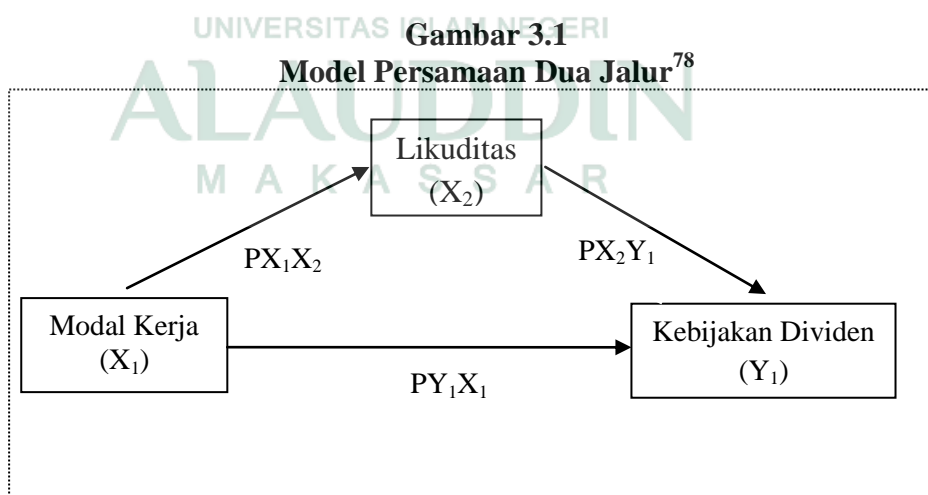 UNIVERSITAS ISLAM NEGERI
Gambar 3.1
Model Persamaan Dua Jalur⁷⁸
ALAUDDIN
MAKASSAR
Likuditas
(X₂)
PX₁X₂
PX₂Y₁
Modal Kerja
(X₁)
Kebijakan Dividen
(Y₁)
PY₁X₁